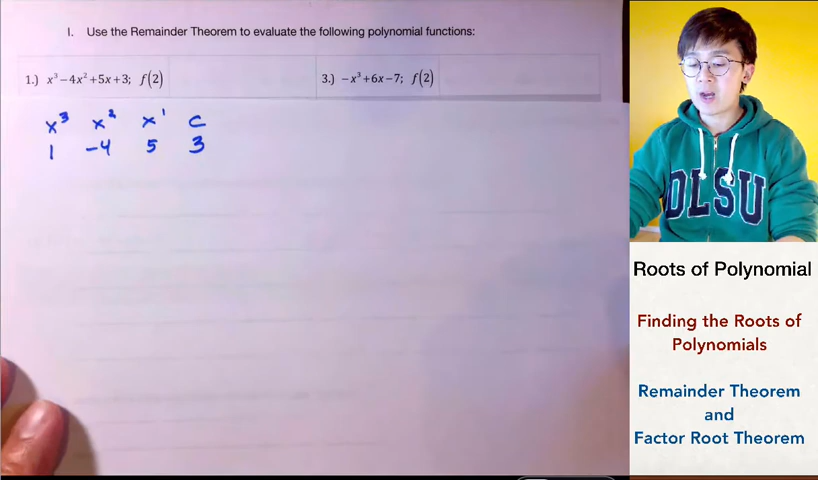 I. Use the Remainder Theorem to evaluate the following polynomial functions:
1.) x³−4x²+5x+3; f(2)
3.) −x³+6x−7; f(2)
x³ x² x¹ c
1 −4 5 3
DLSU
Roots of Polynomial
Finding the Roots of
Polynomials
Remainder Theorem
and
Factor Root Theorem